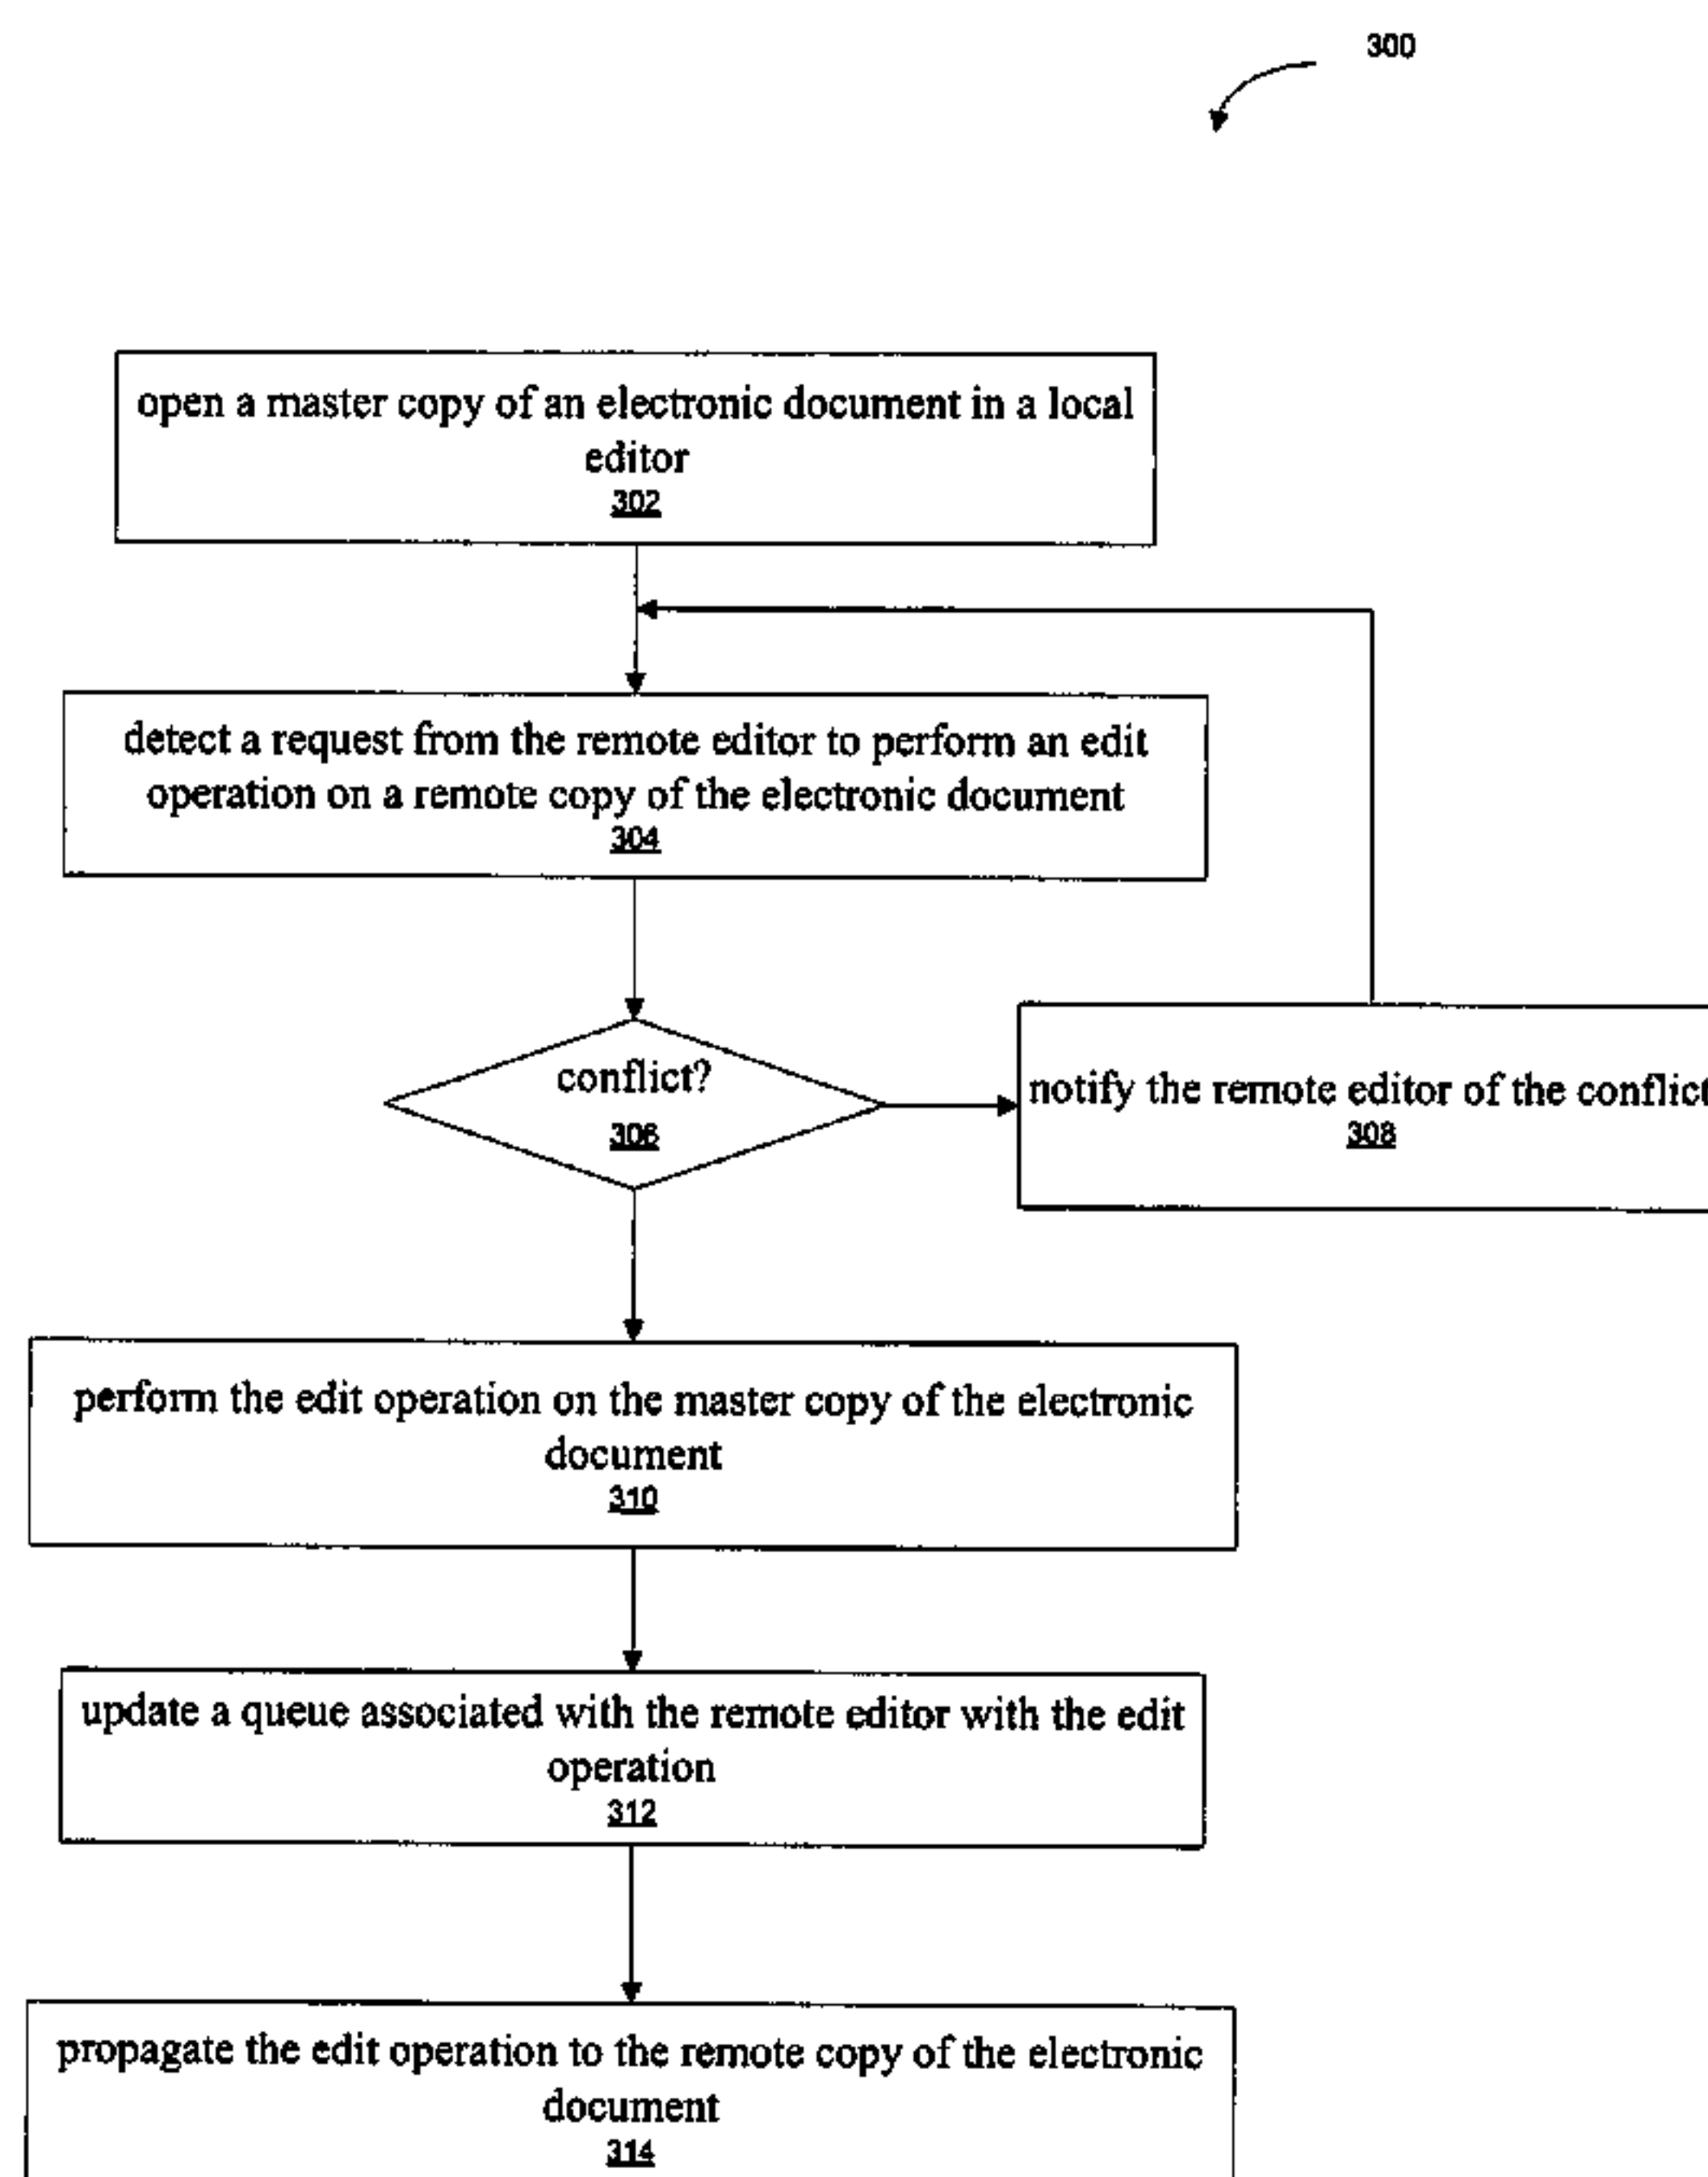 300
open a master copy of an electronic document in a local
editor
302
detect a request from the remote editor to perform an edit
operation on a remote copy of the electronic document
304
conflict?
306
notify the remote editor of the conflict
308
perform the edit operation on the master copy of the electronic
document
310
update a queue associated with the remote editor with the edit
operation
312
propagate the edit operation to the remote copy of the electronic
document
314